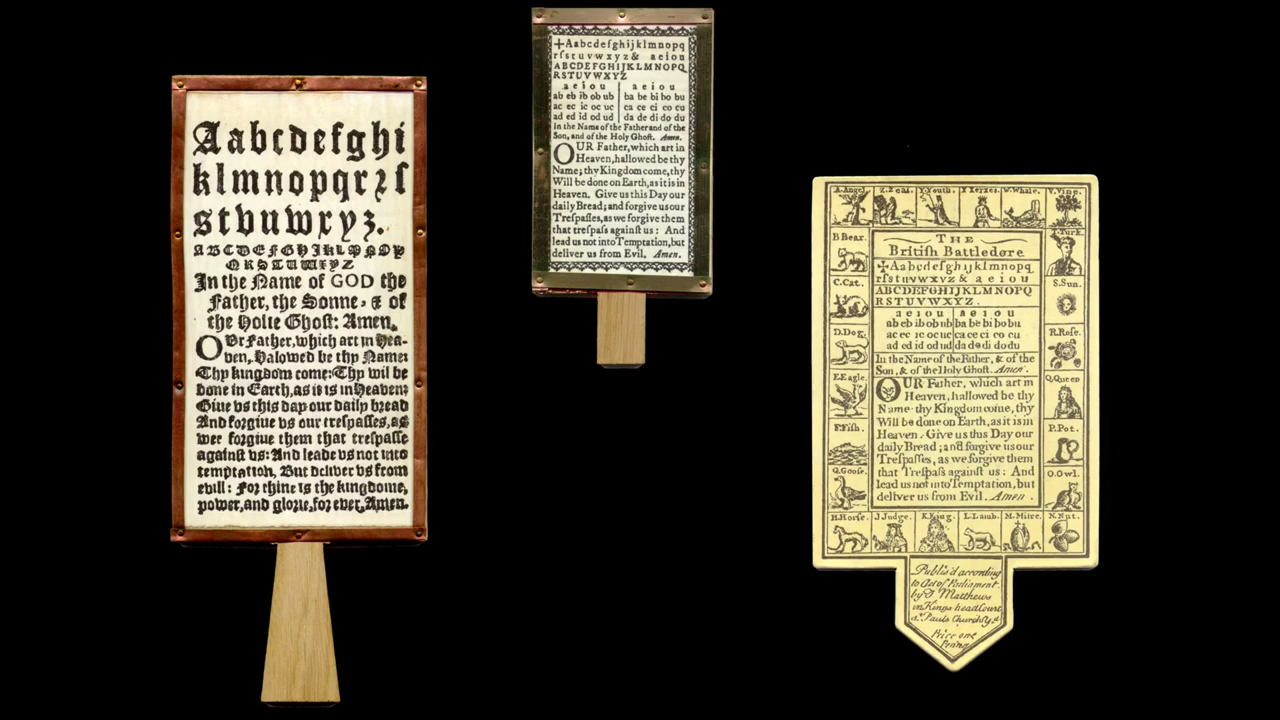 Aabcdefghi
klmnopqrꝛſ
stvuwxyz.
ABCDEFGHIJKLMNOP
QRSTUWXYZ
In the Name of GOD the
Father, the Sonne, & of
the Holie Ghoſt: Amen.
OUr Father, which art in Hea-
ven, Halowed be thy Name:
Thy kingdome come: Thy wil be
done in Earth, as it is in Heaven:
Giue vs this day our daily bread
And forgiue vs our treſpaſſes, as
wee forgiue them that treſpaſſe
againſt vs: And leade vs not into
temptation, But deliver vs from
euill: For thine is the kingdome,
power, and glorie, for ever, Amen.
+Aabcdefghijklmnopq
rſstuvwxyz& aeiou
ABCDEFGHIJKLMNOPQ
RSTUVWXYZ
a e i o u a e i o u
ab eb ib ob ub ba be bi bo bu
ac ec ic oc uc ca ce ci co cu
ad ed id od ud da de di do du
In the Name of the Father and of the
Son, and of the Holy Ghoſt. Amen.
OUR Father, which art in
Heaven, hallowed be thy
Name; thy Kingdom come, thy
Will be done on Earth, as it is in
Heaven. Give us this Day our
daily Bread; and forgive us our
Treſpaſſes, as we forgive them
that treſpaſs againſt us: And
lead us not into Temptation, but
deliver us from Evil. Amen.
A. Angel Z. Zeal. Y. Youth. X Xerxes. W. Whale. V. Vine.
B Bear.
C. Cat.
D. Dog.
E. Eagle.
F. Fiſh.
G. Gooſe.
H. Horſe. J Judge. K. King. L. Lamb. M. Mitre. N. Nut.
T. Turk.
S. Sun.
R. Roſe.
Q. Queen
P. Pot.
O. Owl.
THE
Britiſh Battledore
+Aabcdefghijklmnopq
rſstuvwxyz & a e i o u
ABCDEFGHIJKLMNOPQ
RSTUVWXYZ.
a e i o u a e i o u
ab eb ib ob ub ba be bi bo bu
ac ec ic oc uc ca ce ci co cu
ad ed id od ud da de di do du
In the Name of the Father, & of the
Son, & of the Holy Ghoſt. Amen.
OUR Father, which art in
Heaven, hallowed be thy
Name thy Kingdom come, thy
Will be done on Earth, as it is in
Heaven. Give us this Day our
daily Bread; and forgive us our
Treſpaſſes, as we forgive them
that Treſpaſs againſt us: And
lead us not into Temptation, but
deliver us from Evil. Amen.
Publiſ'd according
to Act of Parliament
by J Matthews
in Kings head Court
St. Pauls Church Yd
Price one
Penny